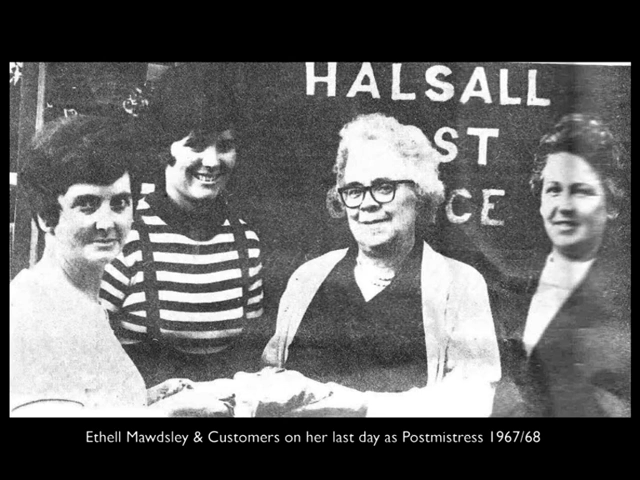 HALSALL
ST
CE
Ethell Mawdsley & Customers on her last day as Postmistress 1967/68